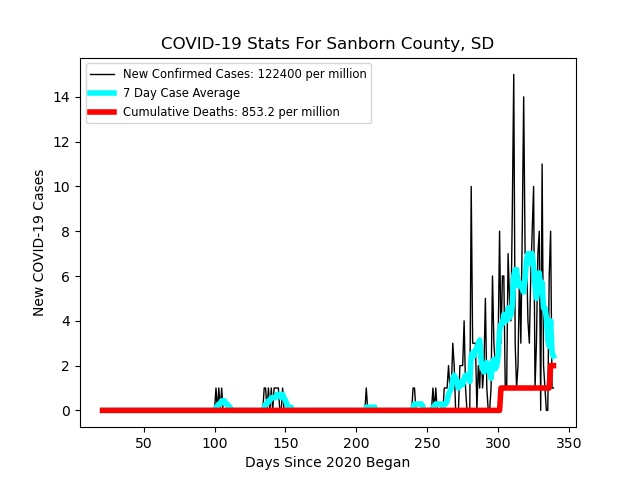 COVID-19 Stats For Sanborn County, SD
New Confirmed Cases: 122400 per million
7 Day Case Average
Cumulative Deaths: 853.2 per million
New COVID-19 Cases
14
12
10
8
6
4
2
0
50 100 150 200 250 300 350
Days Since 2020 Began